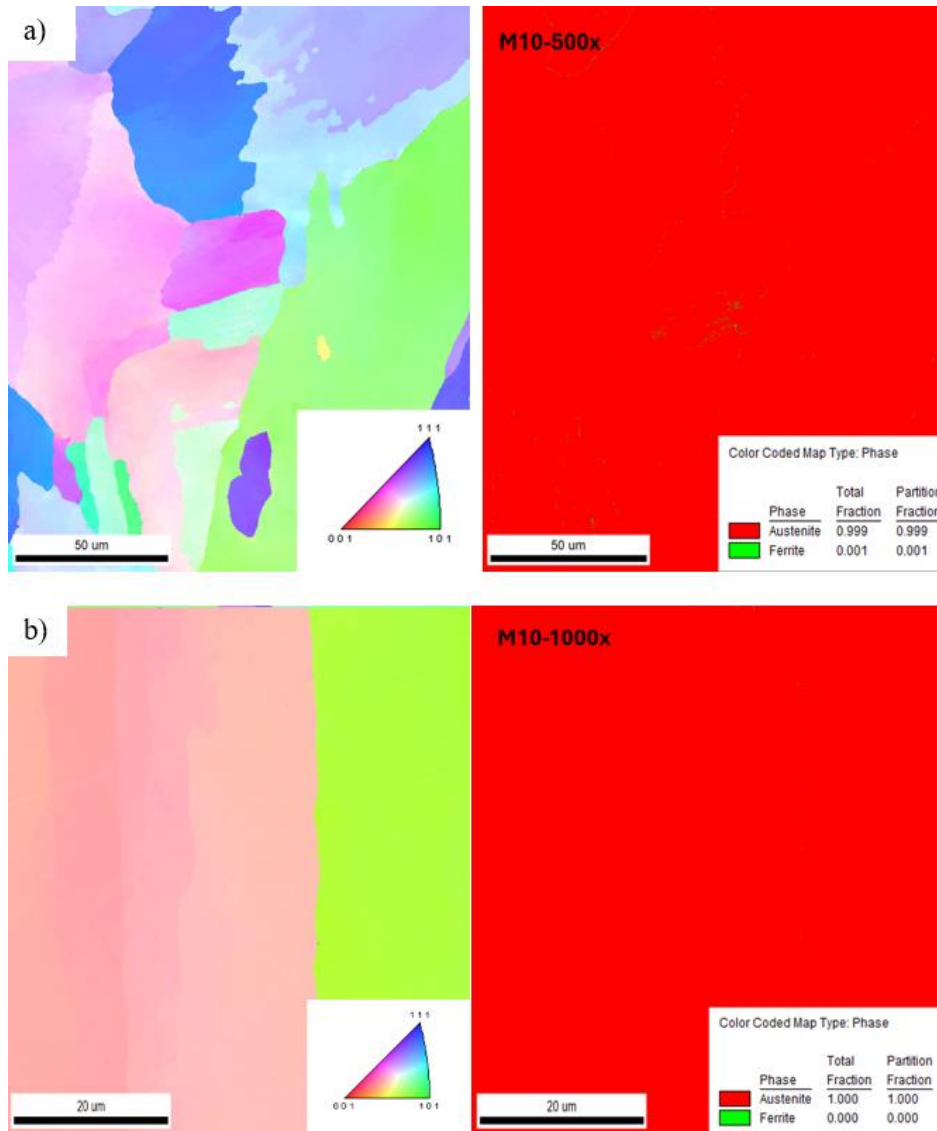 a)
M10-500x
111
001
101
50 um
Color Coded Map Type: Phase
Total Partition
Phase Fraction Fraction
Austenite 0.999 0.999
Ferrite 0.001 0.001
50 um
b)
M10-1000x
111
001
101
20 um
Color Coded Map Type: Phase
Total Partition
Phase Fraction Fraction
Austenite 1.000 1.000
Ferrite 0.000 0.000
20 um